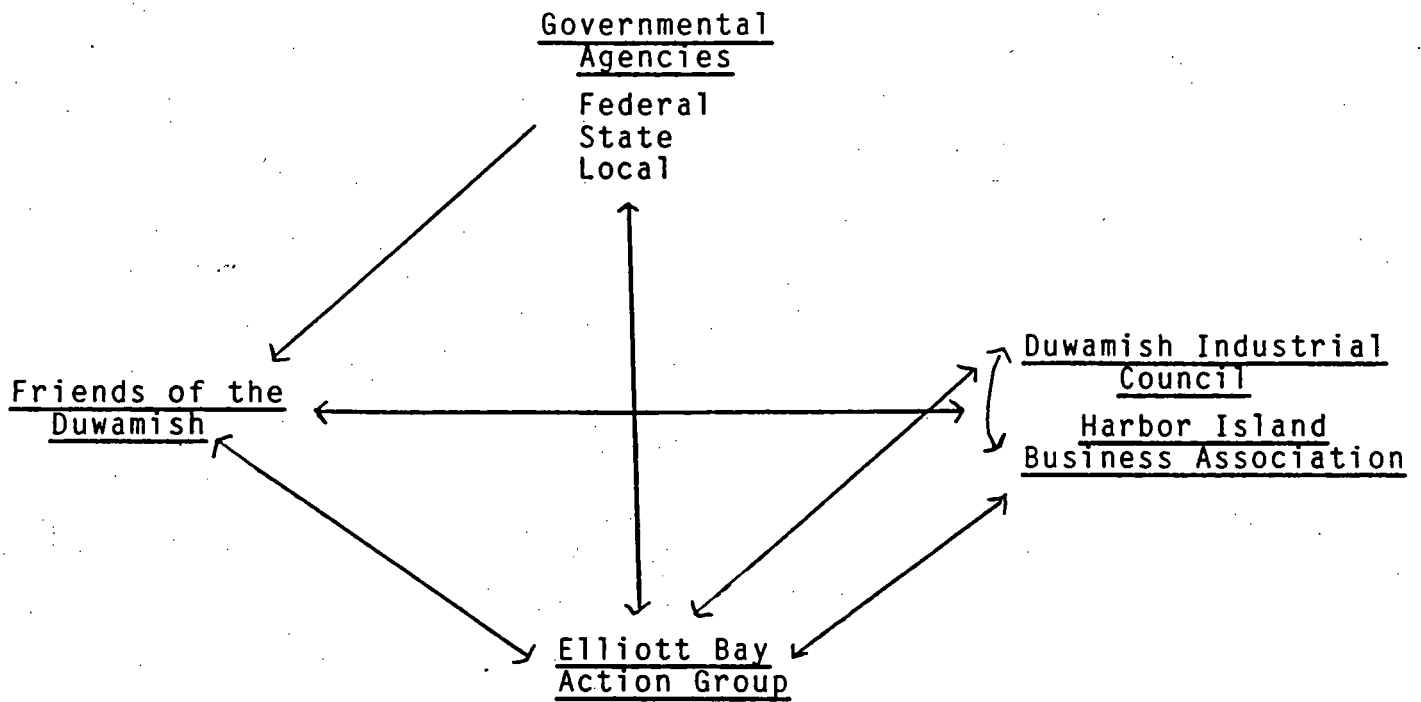 Governmental
Agencies
Federal
State
Local
Friends of the
Duwamish
Duwamish Industrial
Council
Harbor Island
Business Association
Elliott Bay
Action Group